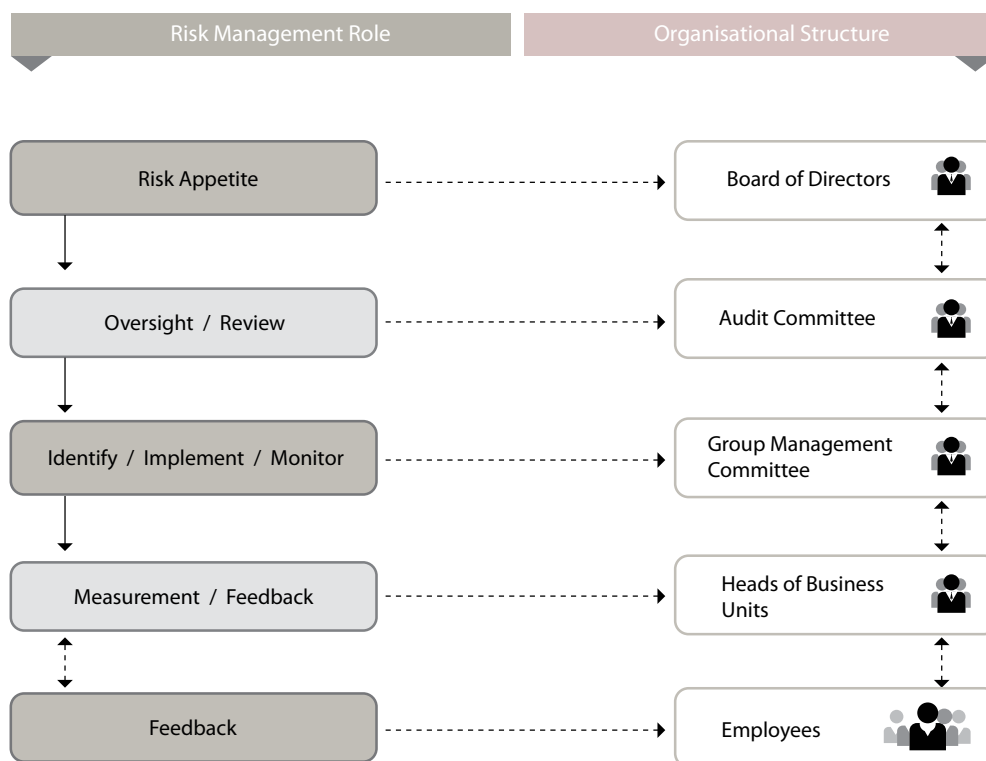 Risk Management Role
Organisational Structure
Risk Appetite
Board of Directors
Oversight / Review
Audit Committee
Identify / Implement / Monitor
Group Management
Committee
Measurement / Feedback
Heads of Business
Units
Feedback
Employees